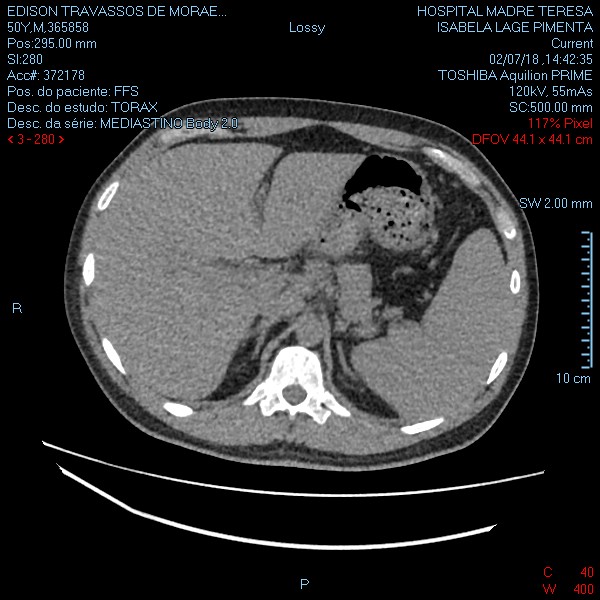 EDISON TRAVASSOS DE MORAE...
50Y,M,365858
Pos:295.00 mm
SI:280
Acc#: 372178
Pos. do paciente: FFS
Desc. do estudo: TORAX
Desc. da série: MEDIASTINO Body 2.0
< 3 - 280 >
Lossy
HOSPITAL MADRE TERESA
ISABELA LAGE PIMENTA
Current
02/07/18 ,14:42:35
TOSHIBA Aquilion PRIME
120kV, 55mAs
SC:500.00 mm
117% Pixel
DFOV 44.1 x 44.1 cm
SW 2.00 mm
R
10 cm
P
C 40
W 400